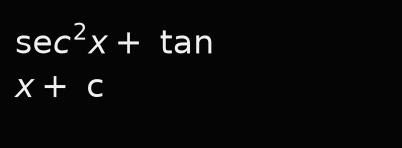 sec²x + tan
x + c